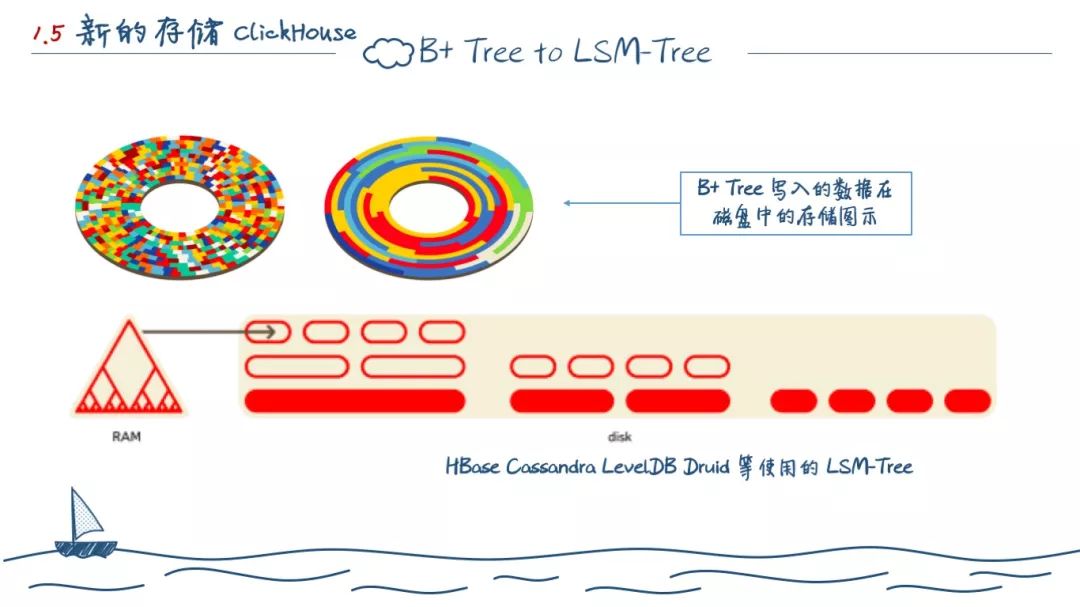 1.5 新的存储 ClickHouse
B+ Tree to LSM-Tree
B+ Tree 写入的数据在
磁盘中的存储图示
RAM
disk
HBase Cassandra LevelDB Druid 等使用的 LSM-Tree